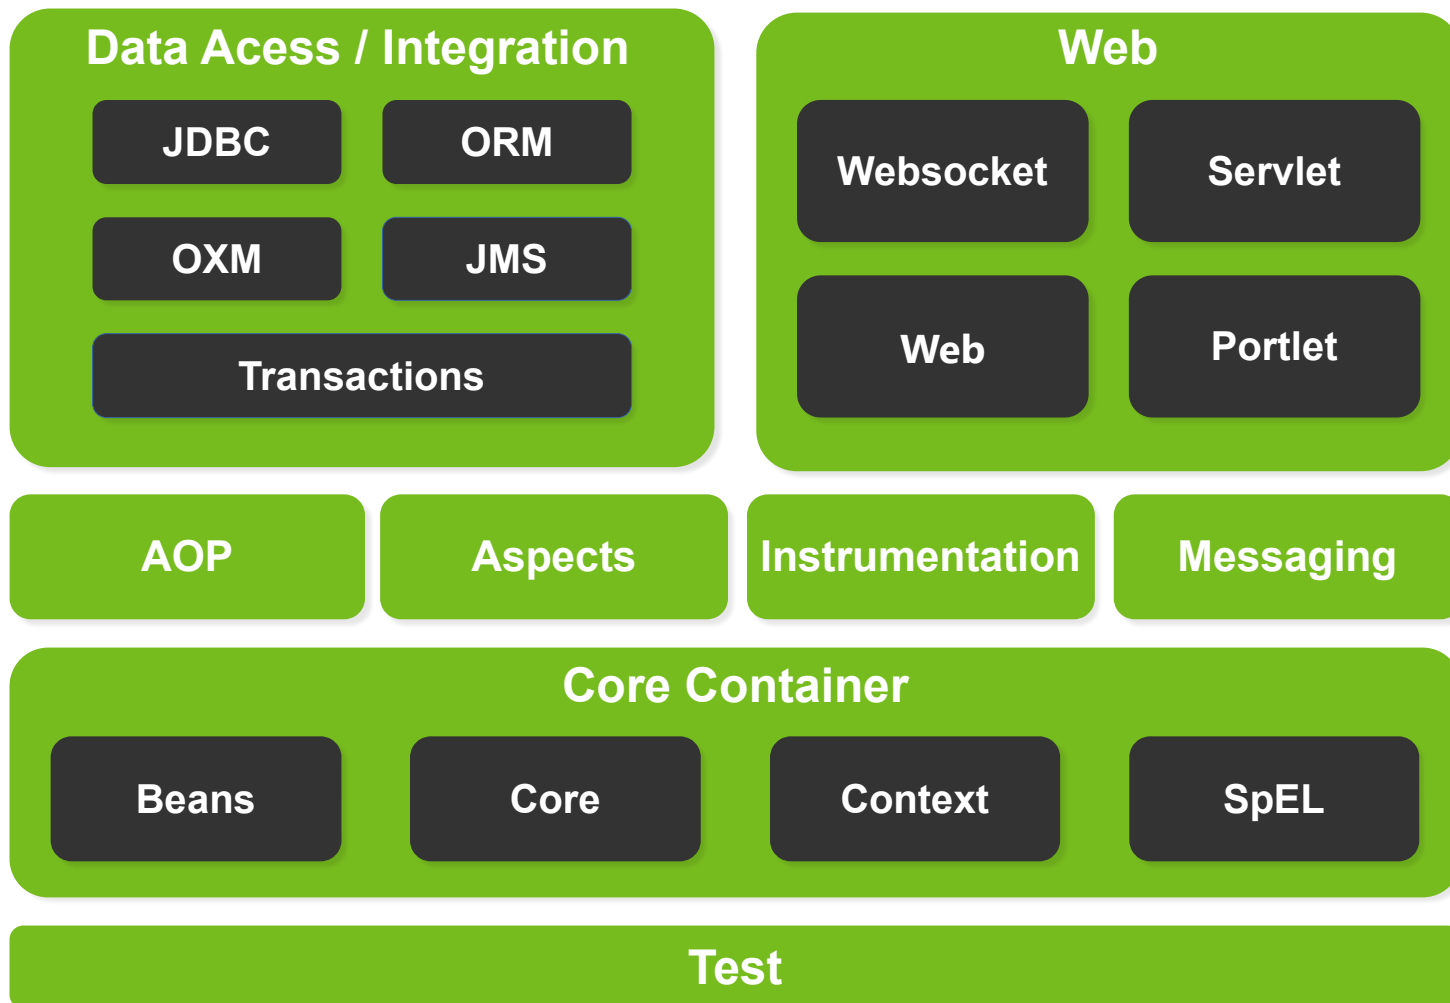 Data Acess / Integration
JDBC
ORM
OXM
JMS
Transactions
Web
Websocket
Servlet
Web
Portlet
AOP
Aspects
Instrumentation
Messaging
Core Container
Beans
Core
Context
SpEL
Test